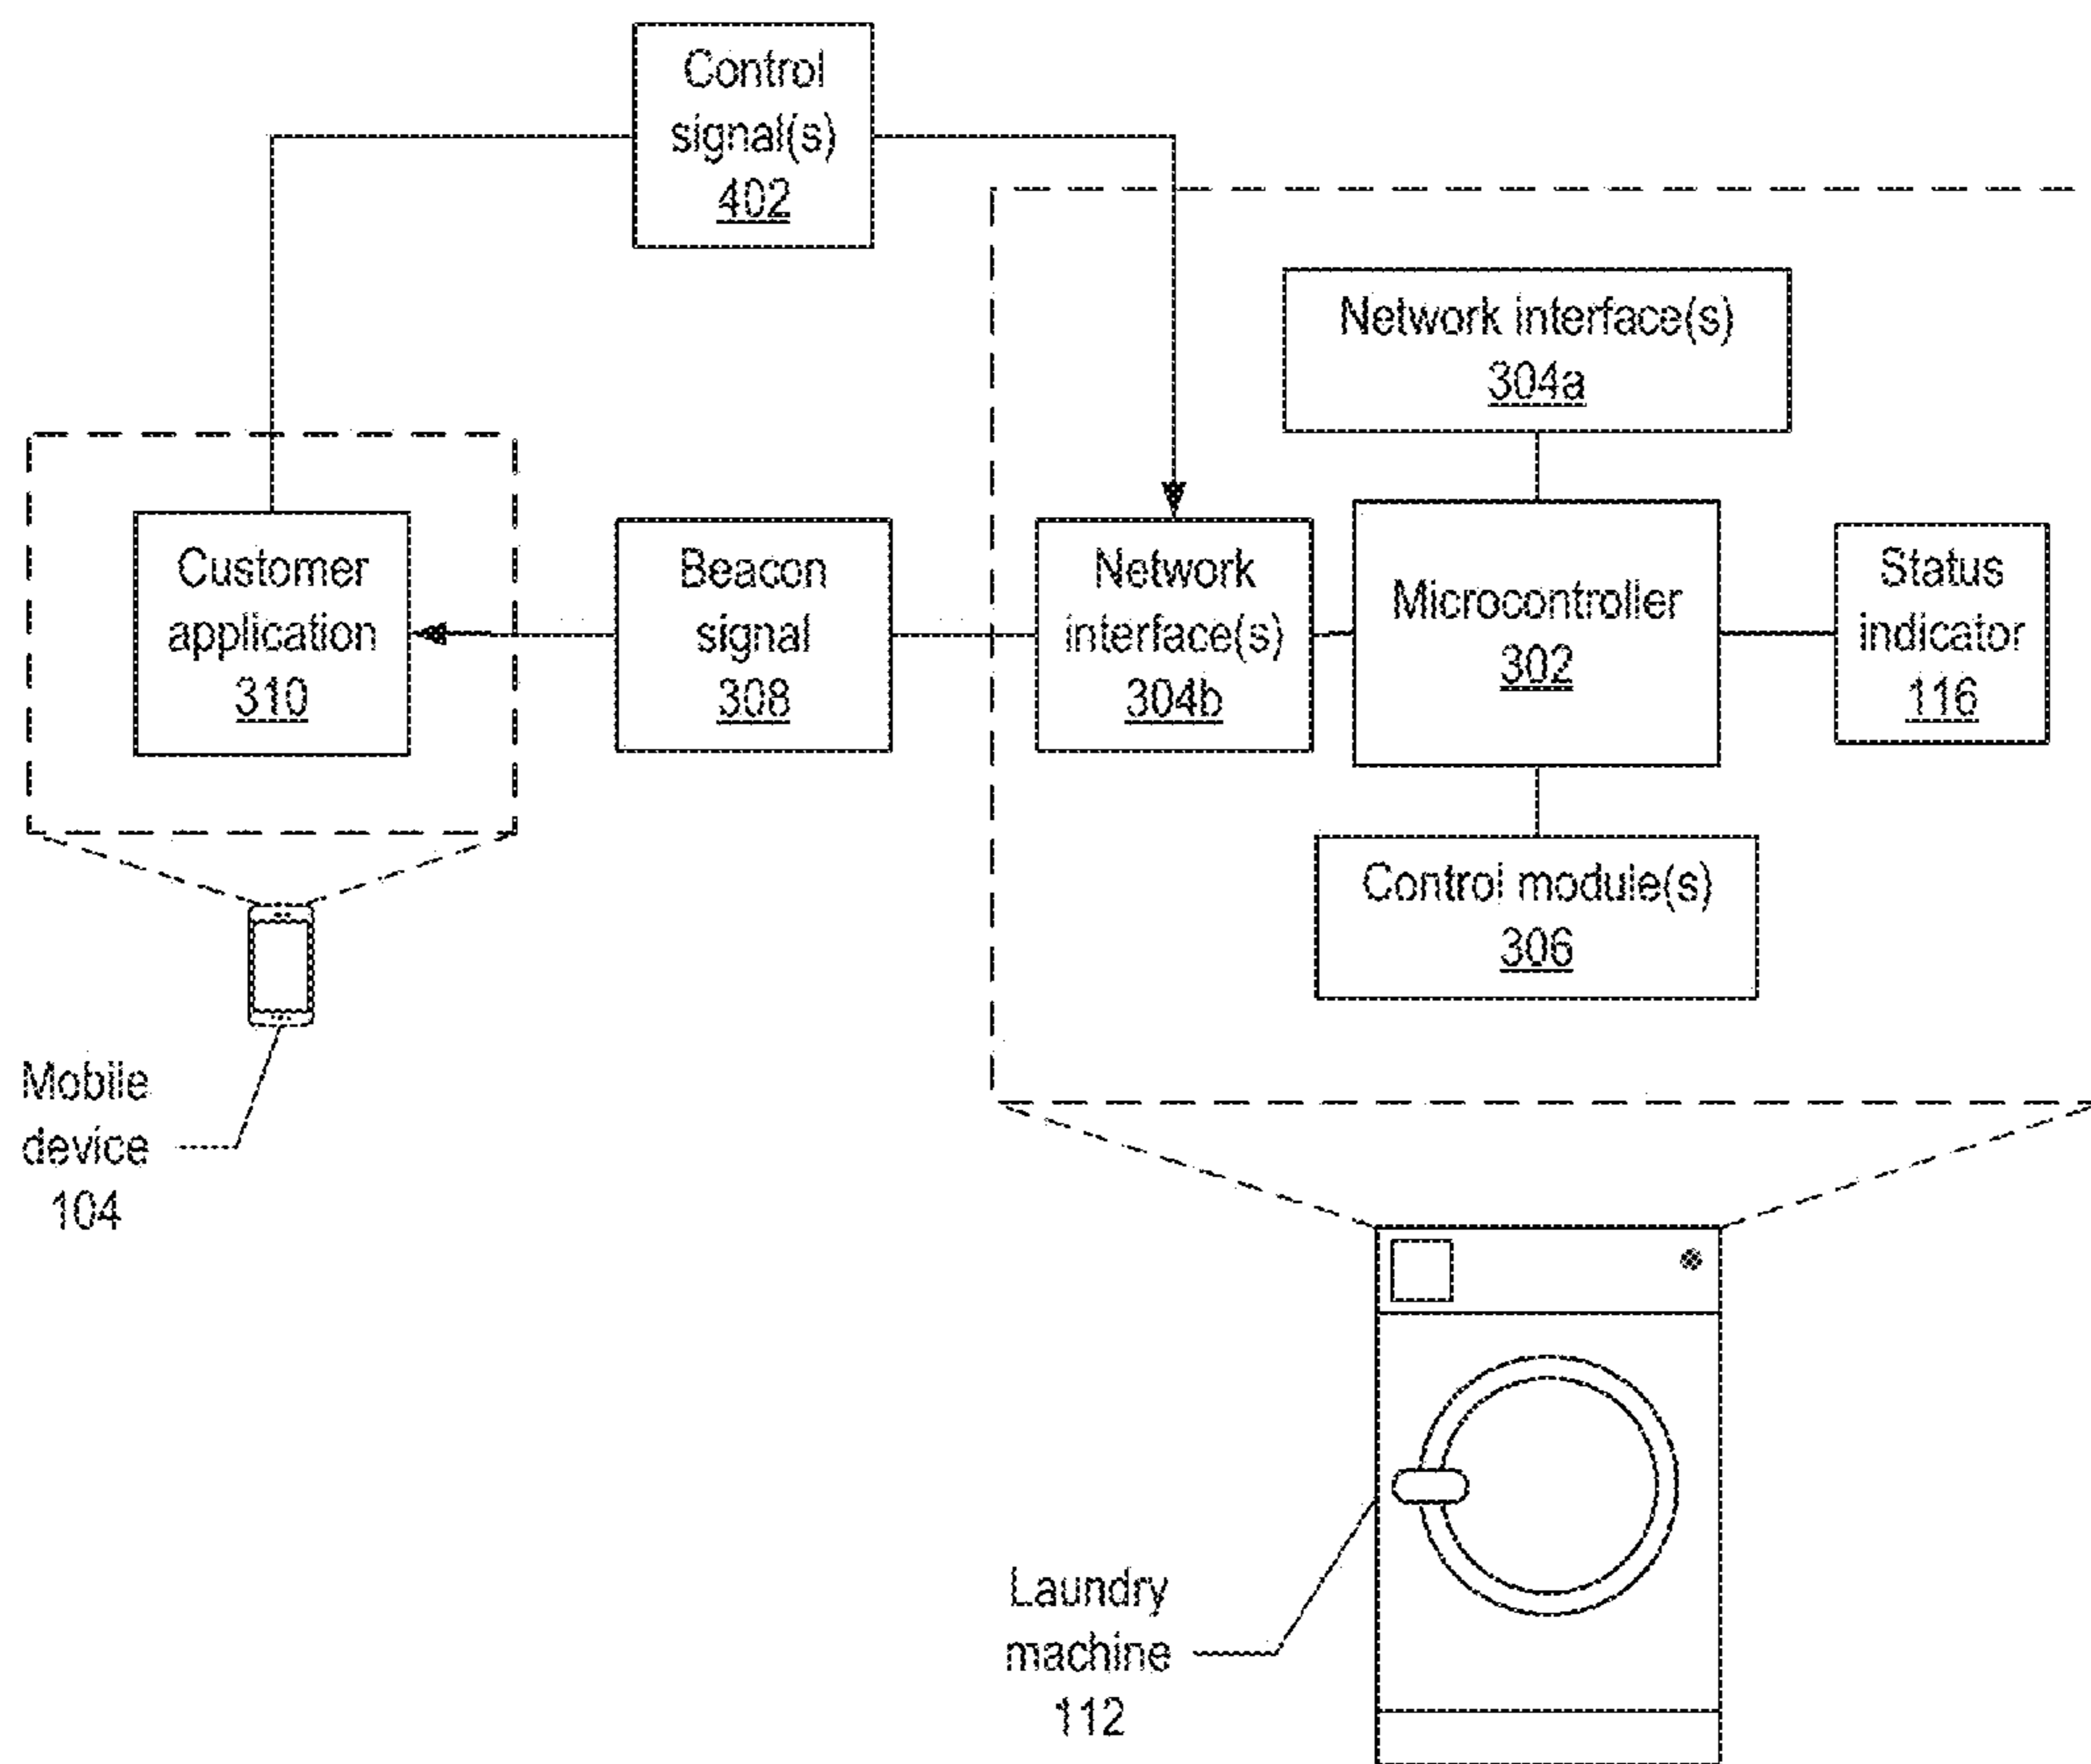 Control
signal(s)
402
Network interface(s)
304a
Customer
application
310
Beacon
signal
308
Network
interface(s)
304b
Microcontroller
302
Status
indicator
116
Control module(s)
306
Mobile
device
104
Laundry
machine
112